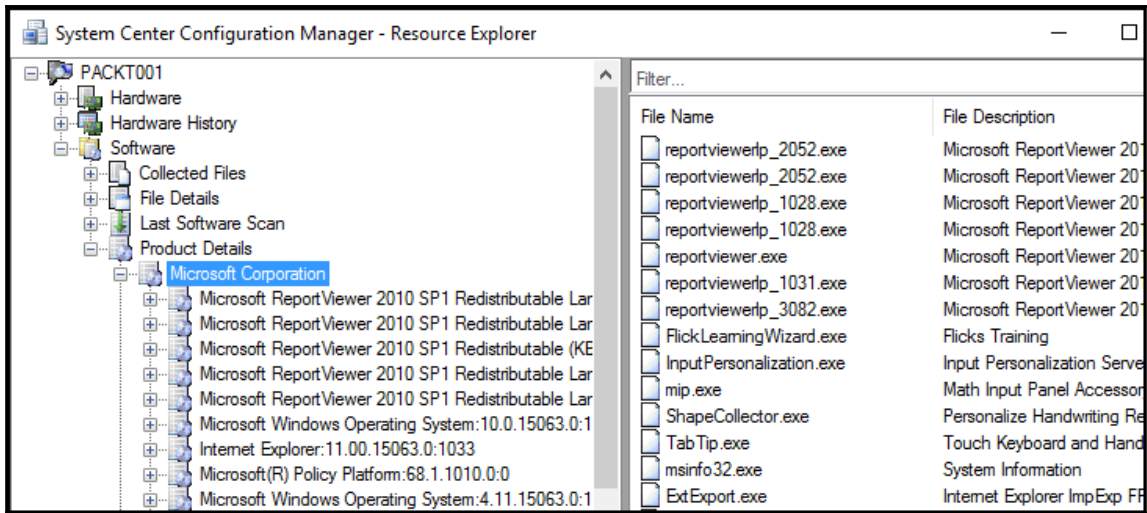 System Center Configuration Manager - Resource Explorer
PACKT001
Hardware
Hardware History
Software
Collected Files
File Details
Last Software Scan
Product Details
Microsoft Corporation
Microsoft ReportViewer 2010 SP1 Redistributable Lar
Microsoft ReportViewer 2010 SP1 Redistributable Lar
Microsoft ReportViewer 2010 SP1 Redistributable (KE
Microsoft ReportViewer 2010 SP1 Redistributable Lar
Microsoft ReportViewer 2010 SP1 Redistributable Lar
Microsoft Windows Operating System:10.0.15063.0:1
Internet Explorer:11.00.15063.0:1033
Microsoft(R) Policy Platform:68.1.1010.0:0
Microsoft Windows Operating System:4.11.15063.0:1
Filter...
File Name File Description
reportviewerlp_2052.exe Microsoft ReportViewer 201
reportviewerlp_2052.exe Microsoft ReportViewer 201
reportviewerlp_1028.exe Microsoft ReportViewer 201
reportviewerlp_1028.exe Microsoft ReportViewer 201
reportviewer.exe Microsoft ReportViewer 201
reportviewerlp_1031.exe Microsoft ReportViewer 201
reportviewerlp_3082.exe Microsoft ReportViewer 201
FlickLearningWizard.exe Flicks Training
InputPersonalization.exe Input Personalization Serve
mip.exe Math Input Panel Accessor
ShapeCollector.exe Personalize Handwriting Re
TabTip.exe Touch Keyboard and Hand
msinfo32.exe System Information
ExtExport.exe Internet Explorer ImpExp FF